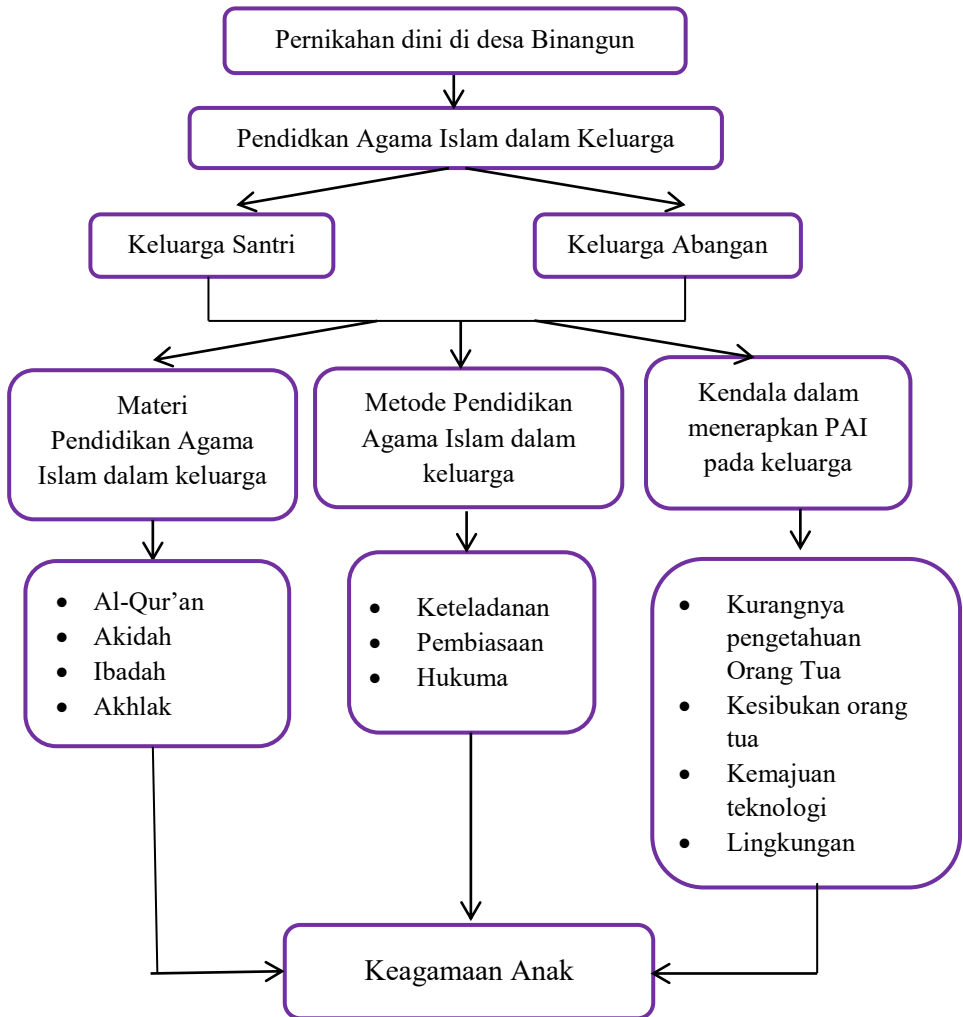 Pernikahan dini di desa Binangun
Pendidkan Agama Islam dalam Keluarga
Keluarga Santri
Keluarga Abangan
Materi
Pendidikan Agama
Islam dalam keluarga
Metode Pendidikan
Agama Islam dalam
keluarga
Kendala dalam
menerapkan PAI
pada keluarga
• Al-Qur’an
• Akidah
• Ibadah
• Akhlak
• Keteladanan
• Pembiasaan
• Hukuma
• Kurangnya
pengetahuan
Orang Tua
• Kesibukan orang
tua
• Kemajuan
teknologi
• Lingkungan
Keagamaan Anak